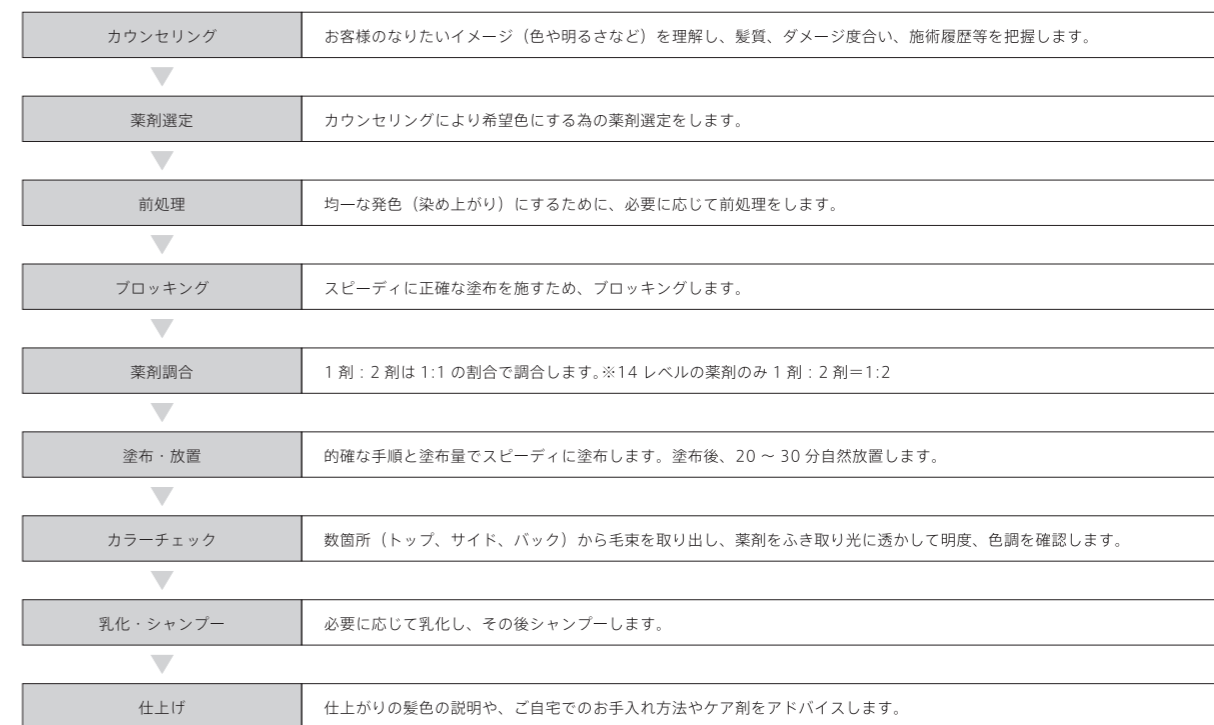 カウンセリング
お客様のなりたいイメージ（色や明るさなど）を理解し、髪質、ダメージ度合い、施術履歴等を把握します。
薬剤選定
カウンセリングにより希望色にする為の薬剤選定をします。
前処理
均一な発色（染め上がり）にするために、必要に応じて前処理をします。
ブロッキング
スピーディに正確な塗布を施すため、ブロッキングします。
薬剤調合
1 剤：2 剤は 1:1 の割合で調合します。※14 レベルの薬剤のみ 1 剤：2 剤＝1:2
塗布・放置
的確な手順と塗布量でスピーディに塗布します。塗布後、20 〜 30 分自然放置します。
カラーチェック
数箇所（トップ、サイド、バック）から毛束を取り出し、薬剤をふき取り光に透かして明度、色調を確認します。
乳化・シャンプー
必要に応じて乳化し、その後シャンプーします。
仕上げ
仕上がりの髪色の説明や、ご自宅でのお手入れ方法やケア剤をアドバイスします。